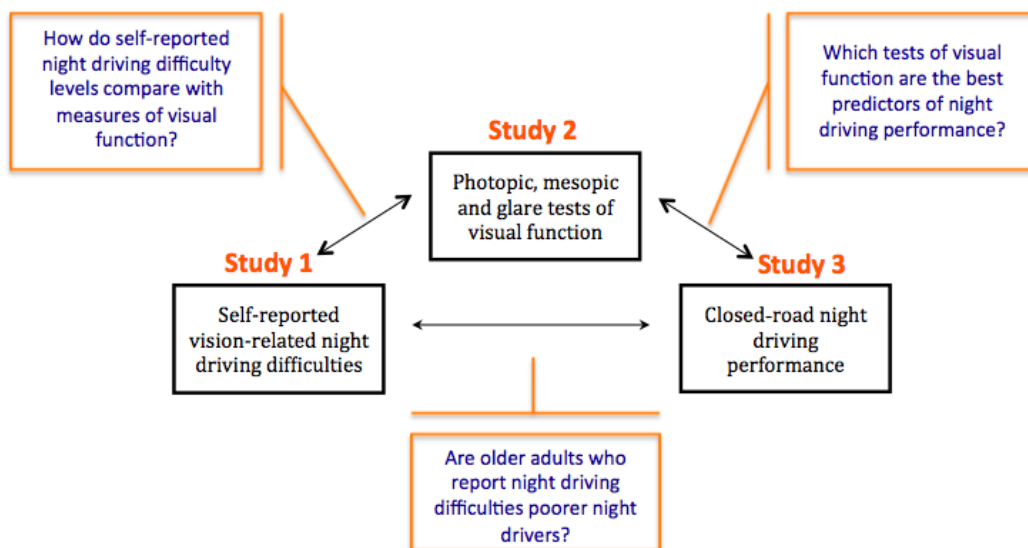 How do self-reported
night driving difficulty
levels compare with
measures of visual
function?
Which tests of visual
function are the best
predictors of night
driving performance?
Study 2
Photopic, mesopic
and glare tests of
visual function
Study 1
Self-reported
vision-related night
driving difficulties
Study 3
Closed-road night
driving
performance
Are older adults who
report night driving
difficulties poorer night
drivers?